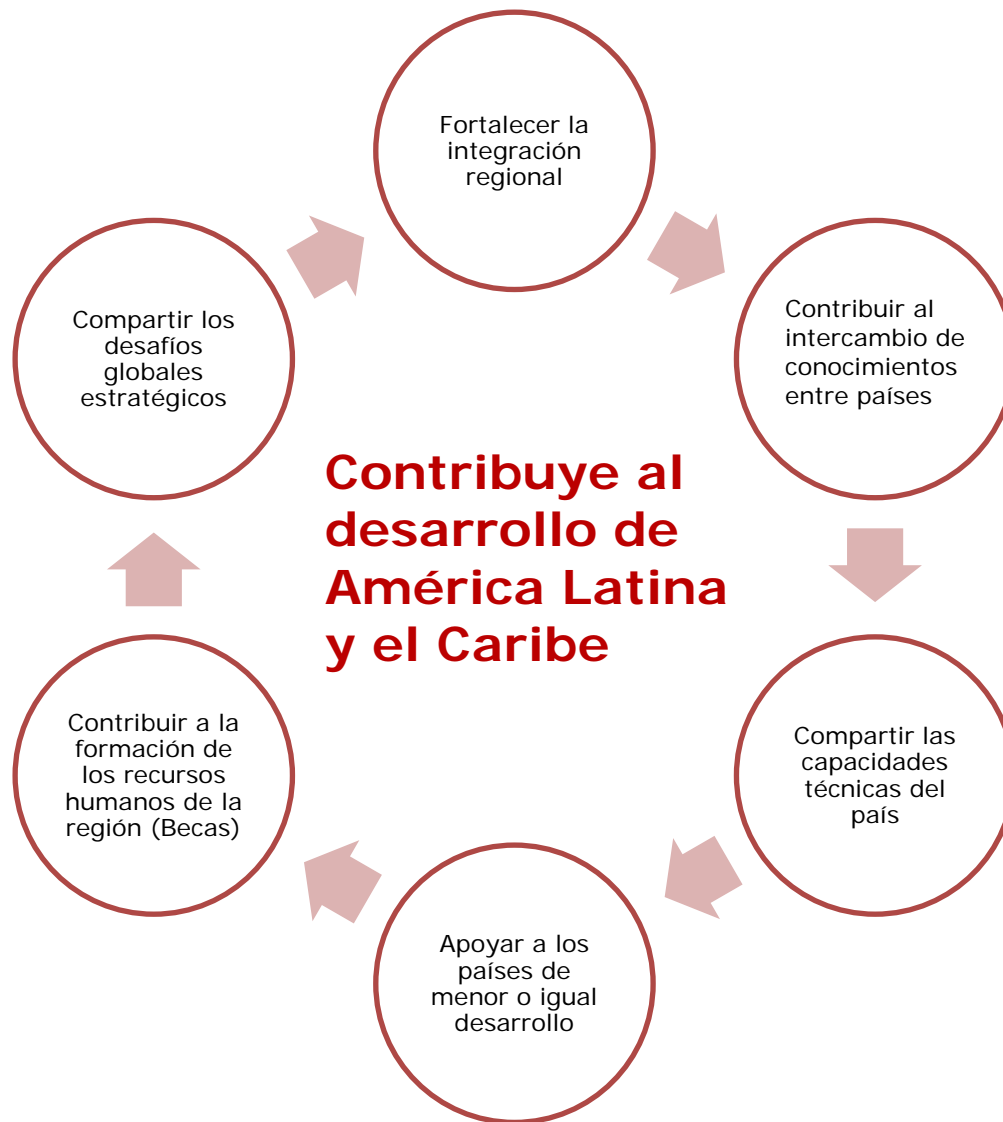 Fortalecer la
integración
regional
Contribuir al
intercambio de
conocimientos
entre países
Compartir las
capacidades
técnicas del
país
Apoyar a los
países de
menor o igual
desarrollo
Contribuir a la
formación de
los recursos
humanos de la
región (Becas)
Compartir los
desafíos
globales
estratégicos
Contribuye al
desarrollo de
América Latina
y el Caribe